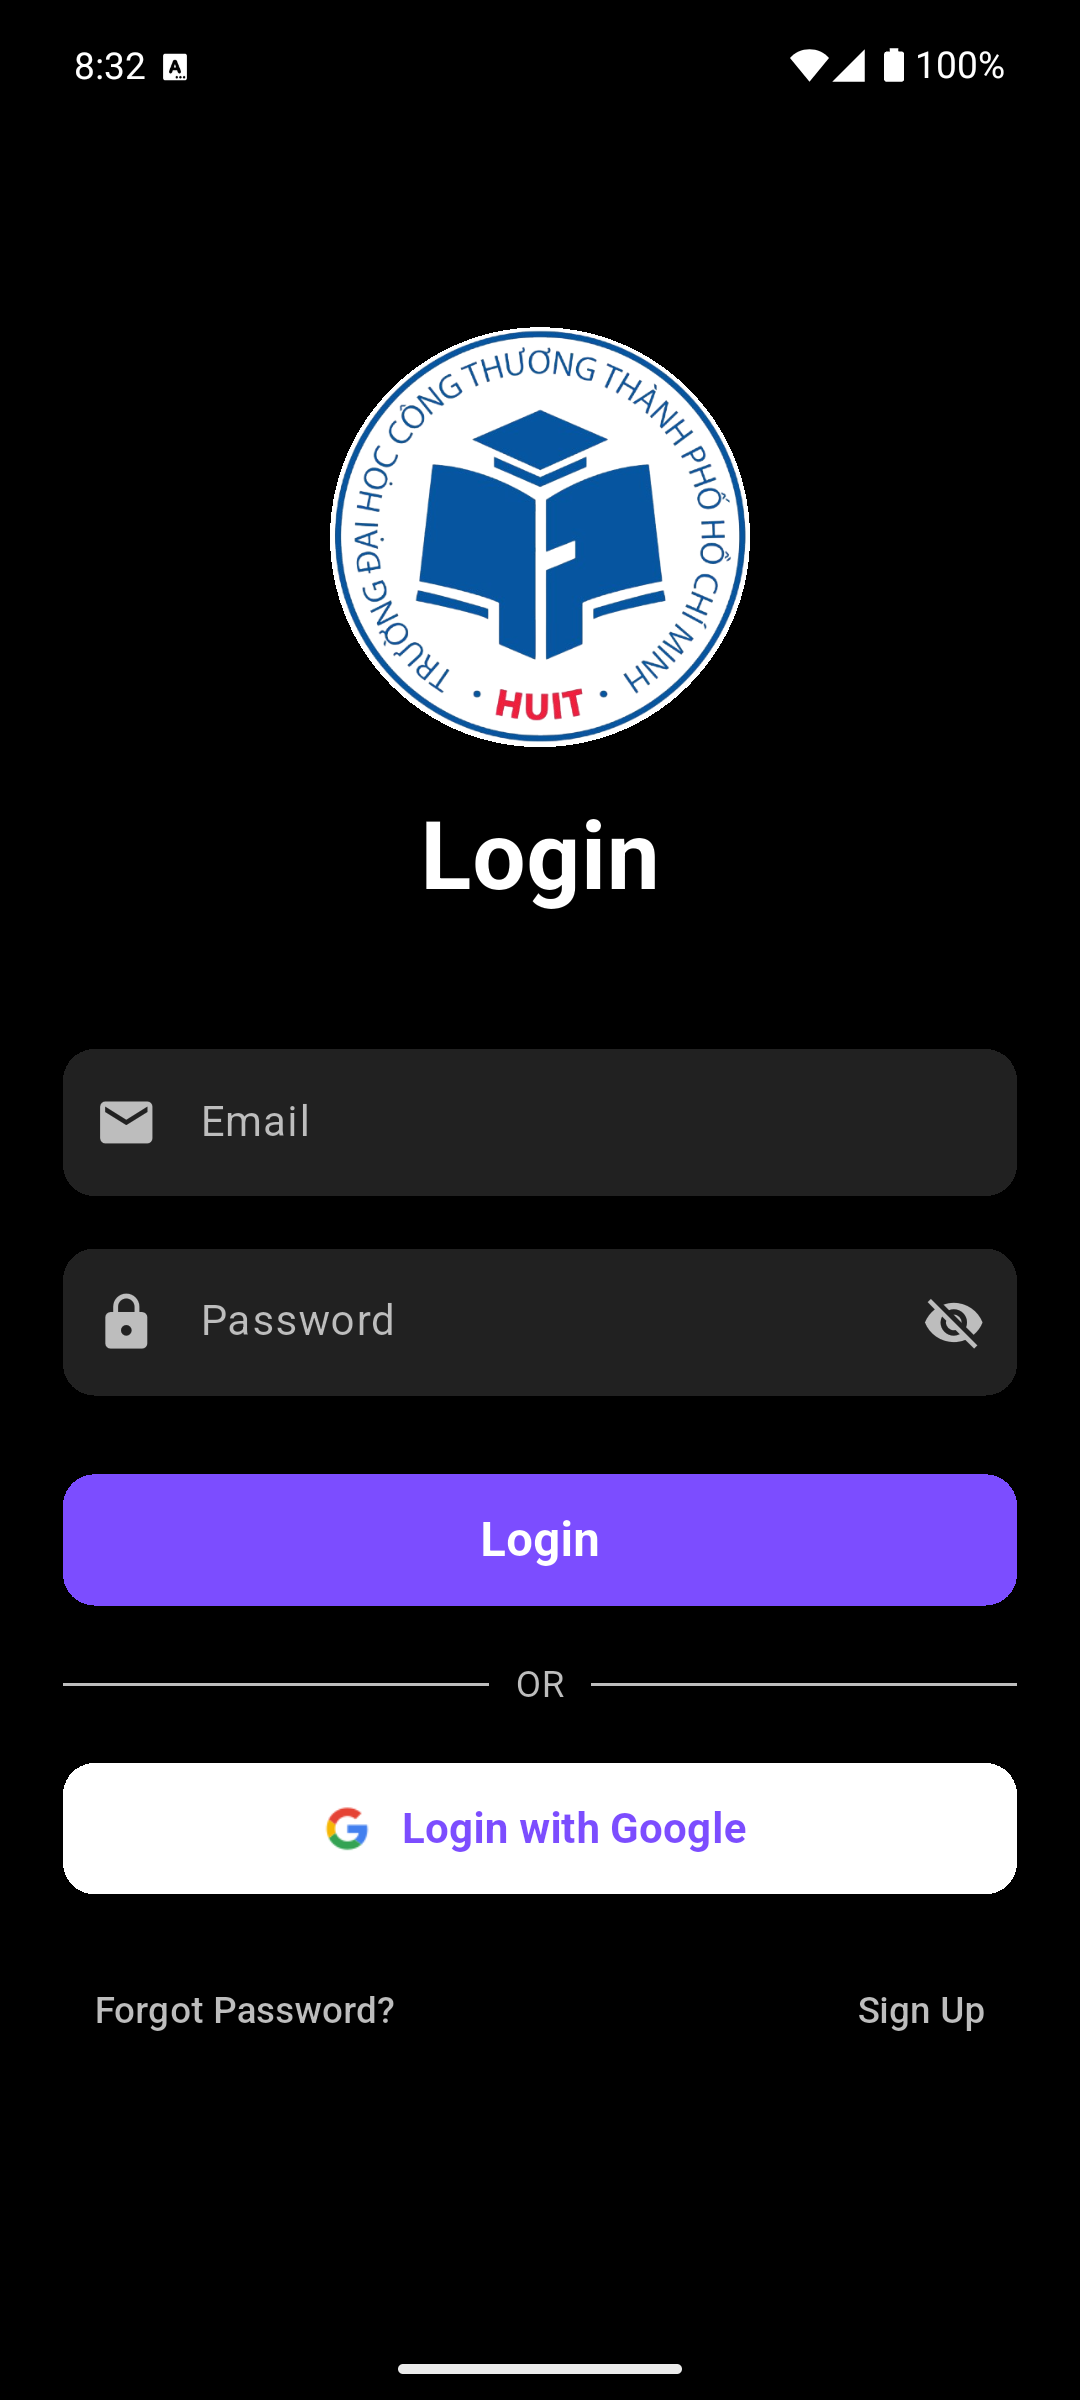 8:32
100%
TRƯỜNG ĐẠI HỌC CÔNG THƯƠNG THÀNH PHỐ HỒ CHÍ MINH
HUIT
Login
Email
Password
Login
OR
Login with Google
Forgot Password? Sign Up